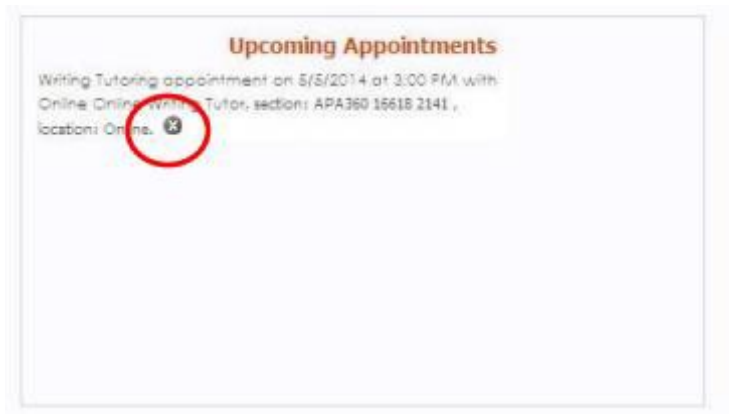 Upcoming Appointments
Writing Tutoring appointment on 5/5/2014 at 3:00 PM with
Online Online Writing Tutor, section: APA360 16618 2141 ,
location: Online.